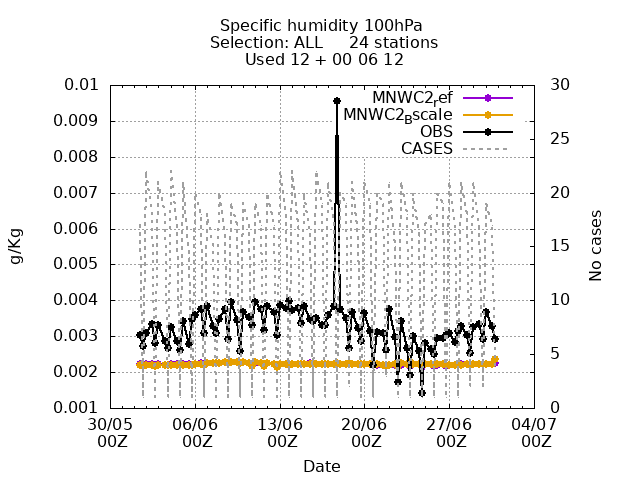 Specific humidity 100hPa
Selection: ALL 24 stations
Used 12 + 00 06 12
MNWC2ref
MNWC2Bscale
OBS
CASES
0.01
0.009
0.008
0.007
0.006
0.005
0.004
0.003
0.002
0.001
30
25
20
15
10
5
0
g/Kg
No cases
30/05 06/06 13/06 20/06 27/06 04/07
00Z 00Z 00Z 00Z 00Z 00Z
Date